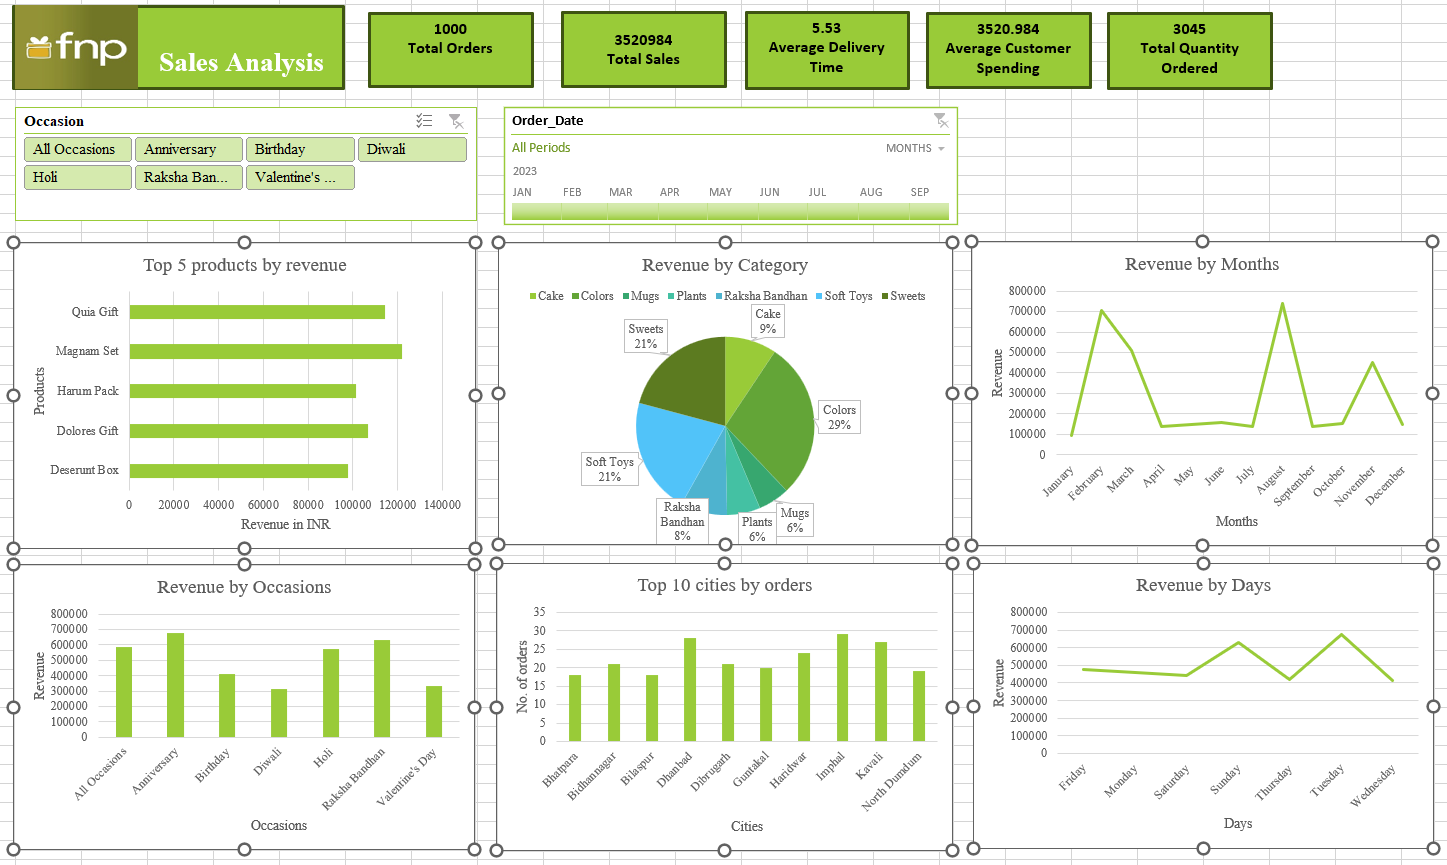 fnp
Sales Analysis
1000
Total Orders
3520984
Total Sales
5.53
Average Delivery
Time
3520.984
Average Customer
Spending
3045
Total Quantity
Ordered
Occasion
All Occasions Anniversary Birthday Diwali
Holi Raksha Ban... Valentine's ...
Order_Date
All Periods MONTHS
2023
JAN FEB MAR APR MAY JUN JUL AUG SEP
Top 5 products by revenue
Products
Quia Gift
Magnam Set
Harum Pack
Dolores Gift
Deserunt Box
0 20000 40000 60000 80000 100000 120000 140000
Revenue in INR
Revenue by Category
Cake Colors Mugs Plants Raksha Bandhan Soft Toys Sweets
Cake
9%
Sweets
21%
Colors
29%
Soft Toys
21%
Raksha
Bandhan
8%
Plants
6%
Mugs
6%
Revenue by Months
Revenue
800000
700000
600000
500000
400000
300000
200000
100000
0
January February March April May June July August September October November December
Months
Revenue by Occasions
Revenue
800000
700000
600000
500000
400000
300000
200000
100000
0
All Occasions Anniversary Birthday Diwali Holi Raksha Bandhan Valentine's Day
Occasions
Top 10 cities by orders
No. of orders
35
30
25
20
15
10
5
0
Bhatpara Bidhannagar Bilaspur Dhanbad Dibrugarh Guntakal Haridwar Imphal Kavali North Dumdum
Cities
Revenue by Days
Revenue
800000
700000
600000
500000
400000
300000
200000
100000
0
Friday Monday Saturday Sunday Thursday Tuesday Wednesday
Days